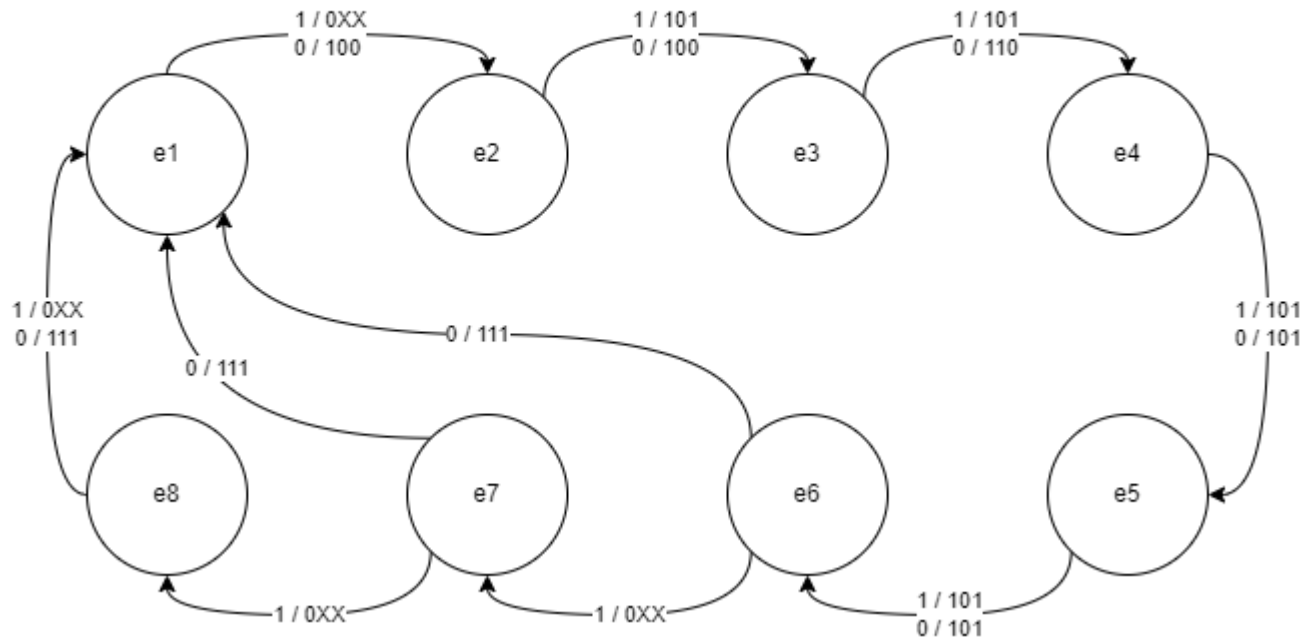 1 / 0XX
0 / 100
1 / 101
0 / 100
1 / 101
0 / 110
e1
e2
e3
e4
1 / 0XX
0 / 111
0 / 111
0 / 111
1 / 101
0 / 101
e8
e7
e6
e5
1 / 0XX
1 / 0XX
1 / 101
0 / 101